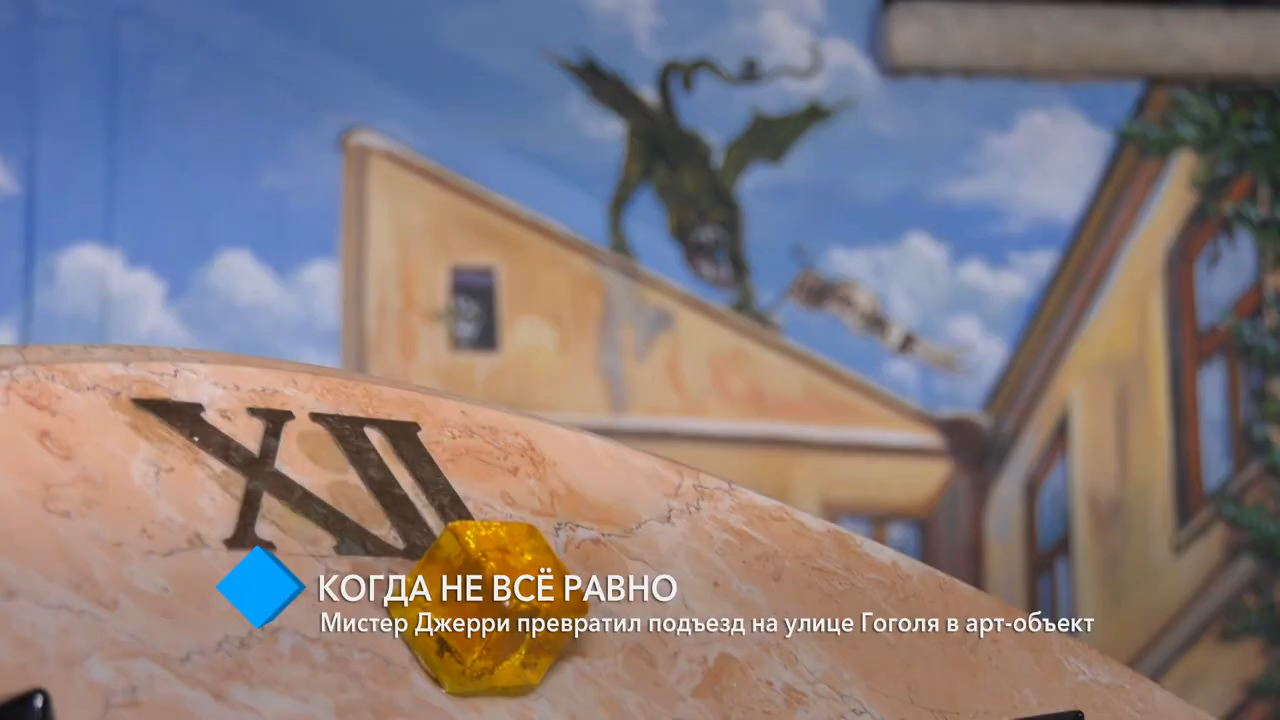 XII
КОГДА НЕ ВСЁ РАВНО
Мистер Джерри превратил подъезд на улице Гоголя в арт-объект